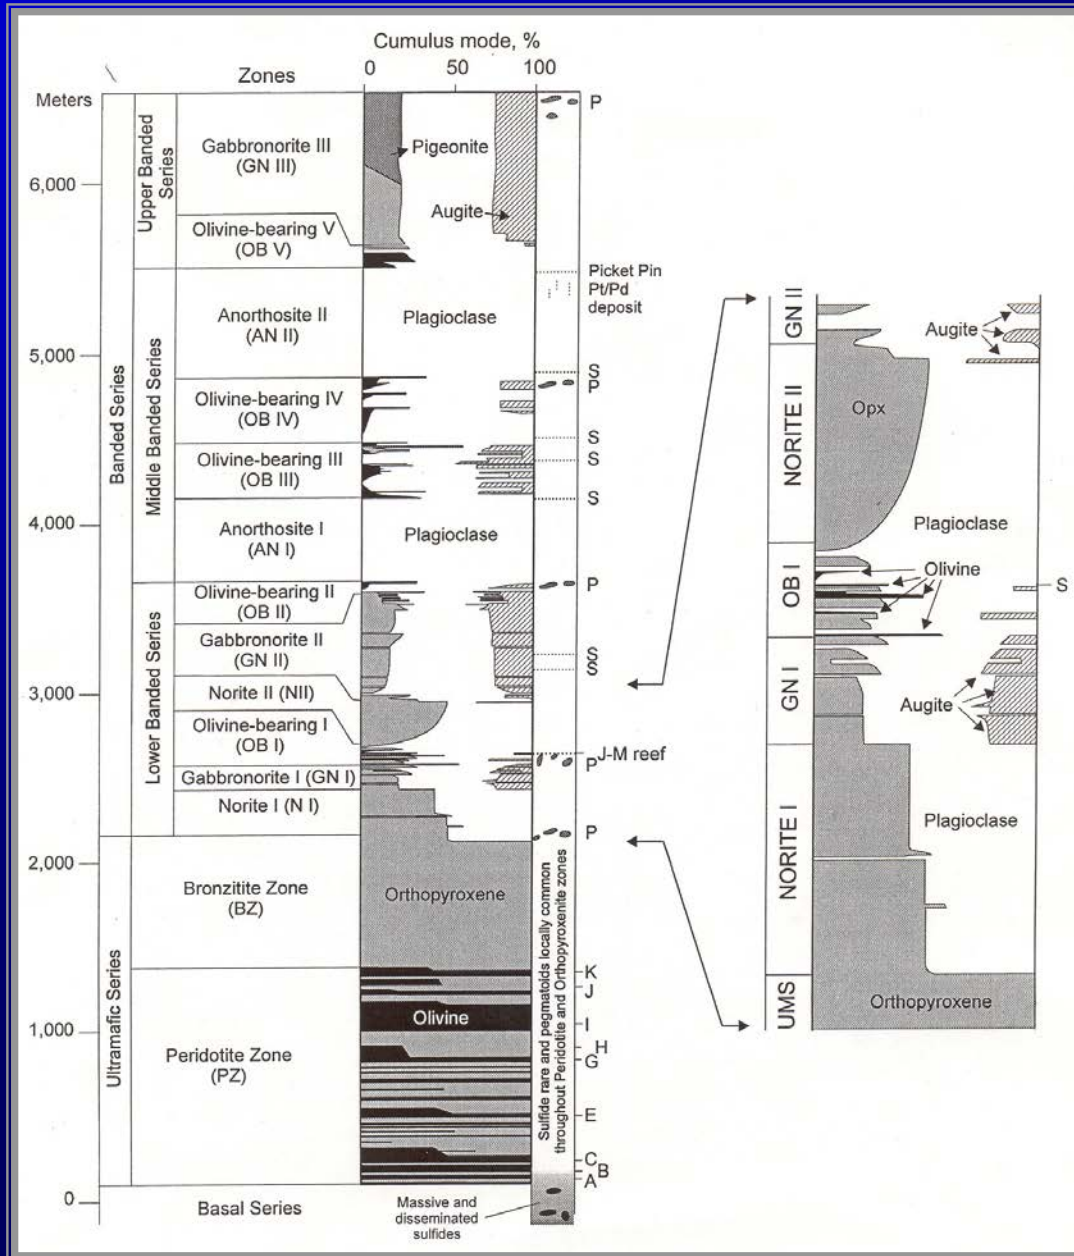 Cumulus mode, %
Zones
0 50 100
Meters
6,000
5,000
4,000
3,000
2,000
1,000
0
Banded Series
Ultramafic Series
Upper Banded
Series
Middle Banded Series
Lower Banded Series
Gabbronorite III
(GN III)
Olivine-bearing V
(OB V)
Anorthosite II
(AN II)
Olivine-bearing IV
(OB IV)
Olivine-bearing III
(OB III)
Anorthosite I
(AN I)
Olivine-bearing II
(OB II)
Gabbronorite II
(GN II)
Norite II (NII)
Olivine-bearing I
(OB I)
Gabbronorite I (GN I)
Norite I (N I)
Bronzitite Zone
(BZ)
Peridotite Zone
(PZ)
Basal Series
Pigeonite
Augite
Plagioclase
Plagioclase
Orthopyroxene
Olivine
Massive and
disseminated
sulfides
Sulfide rare and pegmatoids locally common
throughout Peridotite and Orthopyroxenite zones
P
Picket Pin
Pt/Pd
deposit
S
P
S
S
S
P
S
S
J-M reef
P
P
K
J
I
H
G
E
C
B
A
GN II
NORITE II
OB I
GN I
NORITE I
UMS
Augite
Opx
Plagioclase
Olivine
S
Augite
Plagioclase
Orthopyroxene